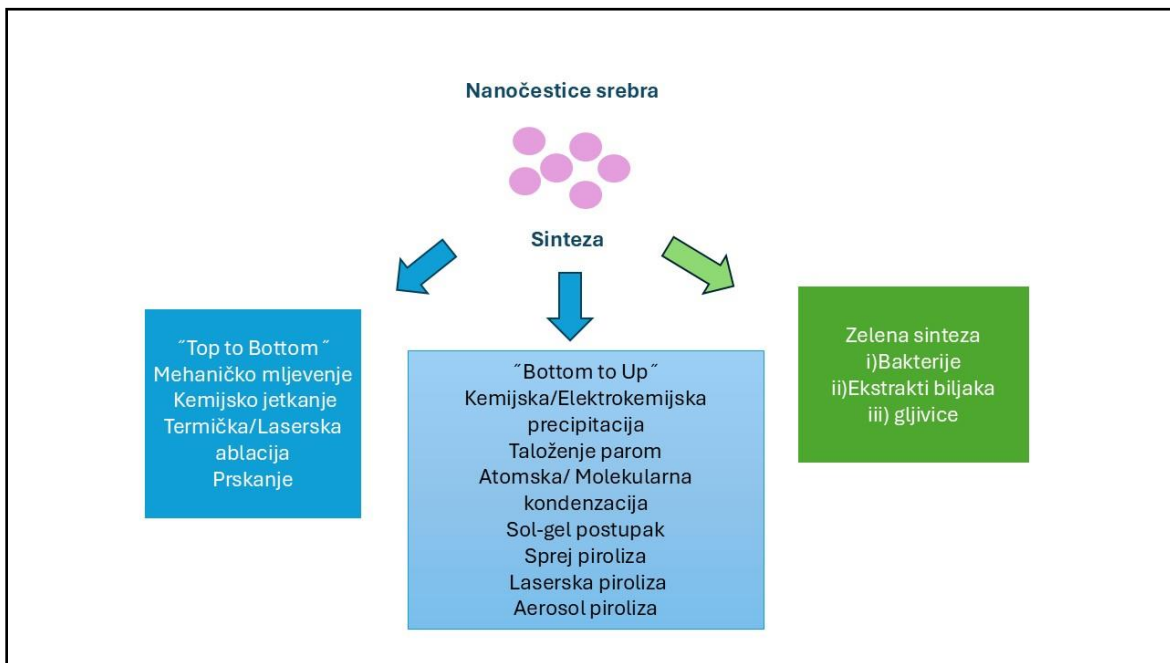 Nanočestice srebra
Sinteza
˝Top to Bottom ˝
Mehaničko mljevenje
Kemijsko jetkanje
Termička/Laserska
ablacija
Prskanje
˝Bottom to Up˝
Kemijska/Elektrokemijska
precipitacija
Taloženje parom
Atomska/ Molekularna
kondenzacija
Sol-gel postupak
Sprej piroliza
Laserska piroliza
Aerosol piroliza
Zelena sinteza
i)Bakterije
ii)Ekstrakti biljaka
iii) gljivice